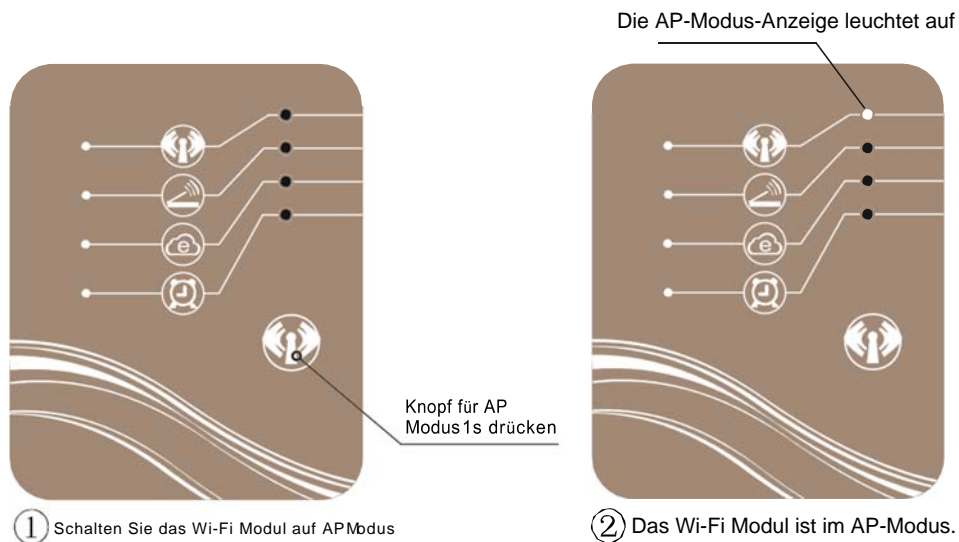 Die AP-Modus-Anzeige leuchtet auf
e
e
Knopf für AP
Modus1s drücken
① Schalten Sie das Wi-Fi Modul auf APModus
② Das Wi-Fi Modul ist im AP-Modus.